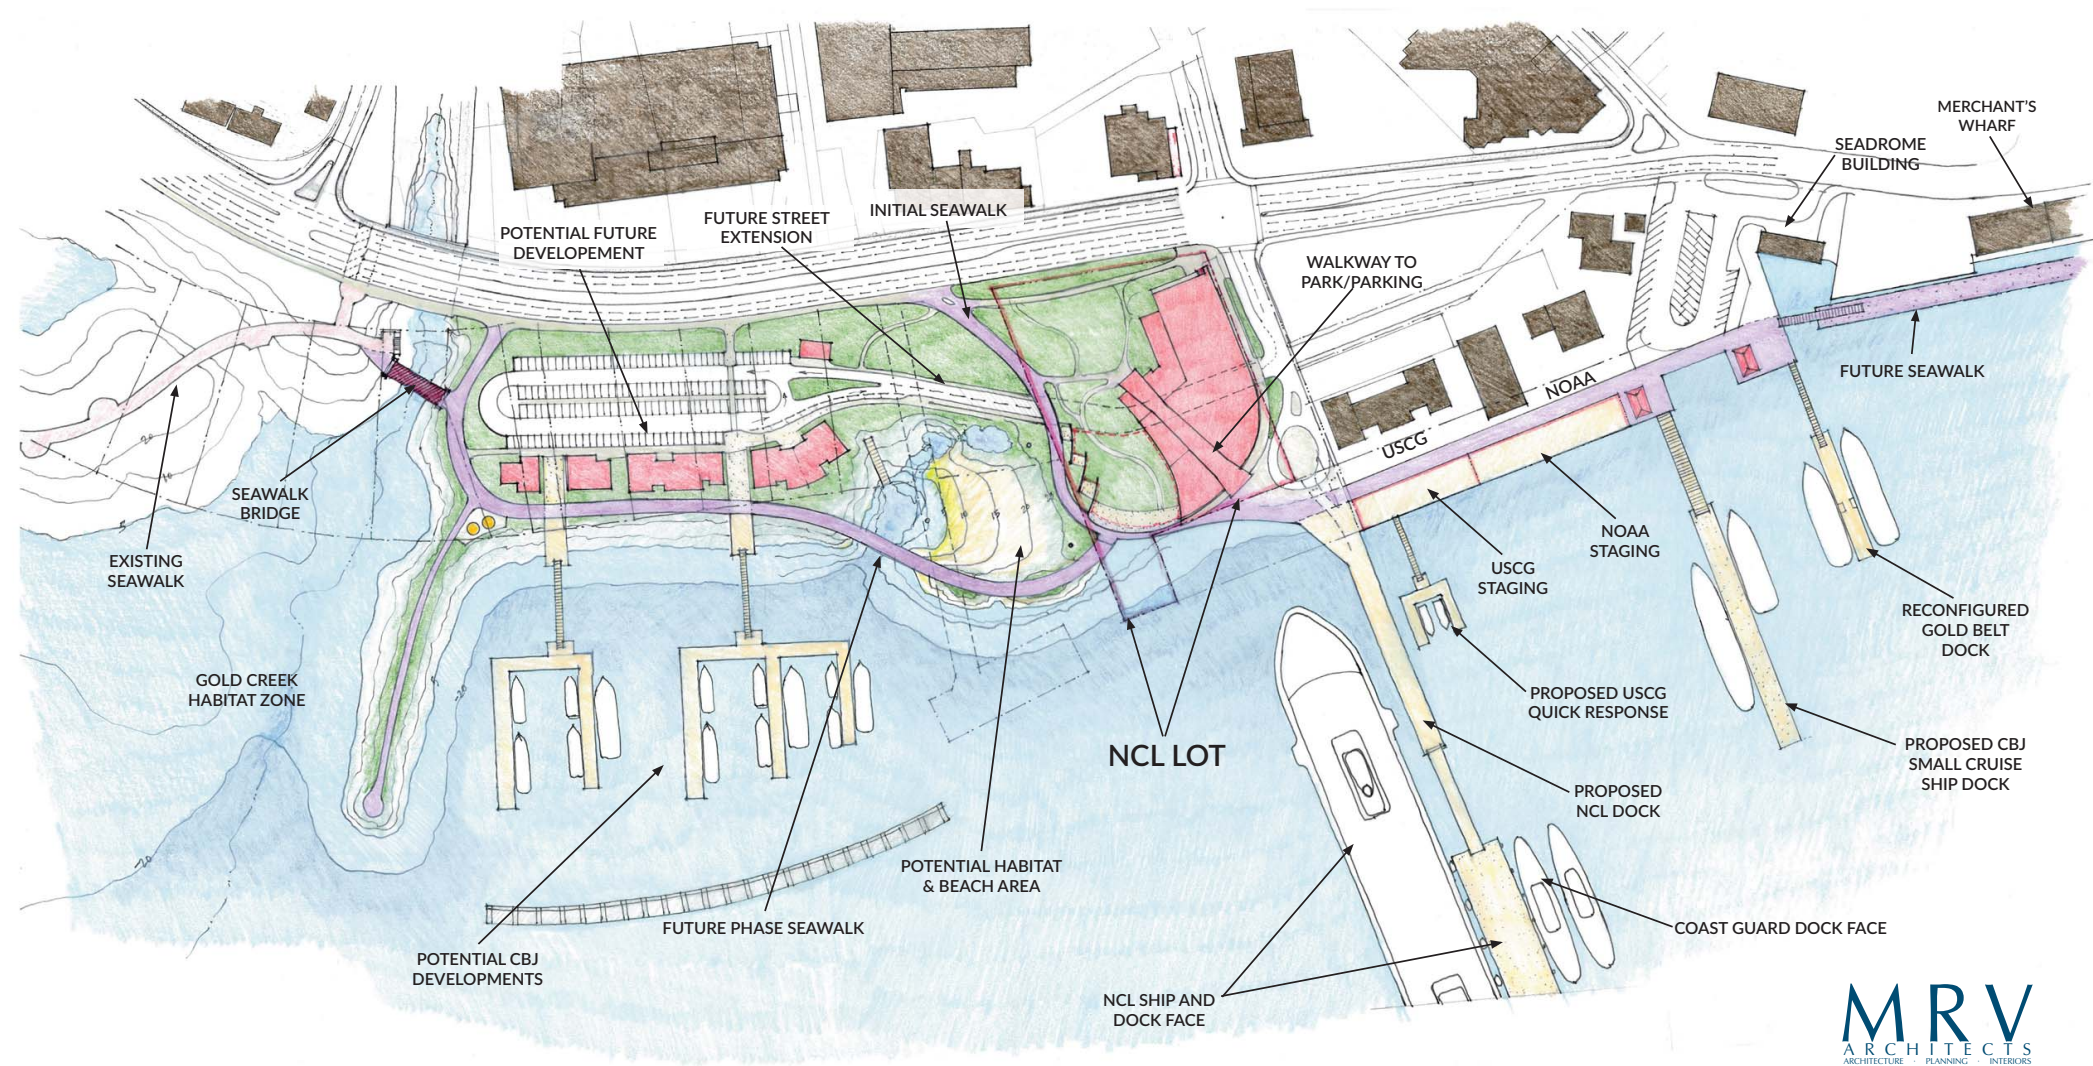 MERCHANT'S
WHARF
SEADROME
BUILDING
INITIAL SEAWALK
FUTURE STREET
EXTENSION
POTENTIAL FUTURE
DEVELOPEMENT
WALKWAY TO
PARK/PARKING
FUTURE SEAWALK
NOAA
USCG
SEAWALK
BRIDGE
EXISTING
SEAWALK
NOAA
STAGING
USCG
STAGING
RECONFIGURED
GOLD BELT
DOCK
GOLD CREEK
HABITAT ZONE
PROPOSED USCG
QUICK RESPONSE
NCL LOT
PROPOSED CBJ
SMALL CRUISE
SHIP DOCK
PROPOSED
NCL DOCK
POTENTIAL HABITAT
& BEACH AREA
FUTURE PHASE SEAWALK
COAST GUARD DOCK FACE
POTENTIAL CBJ
DEVELOPMENTS
NCL SHIP AND
DOCK FACE
MRV
ARCHITECTS
ARCHITECTURE · PLANNING · INTERIORS
20
-20
-20